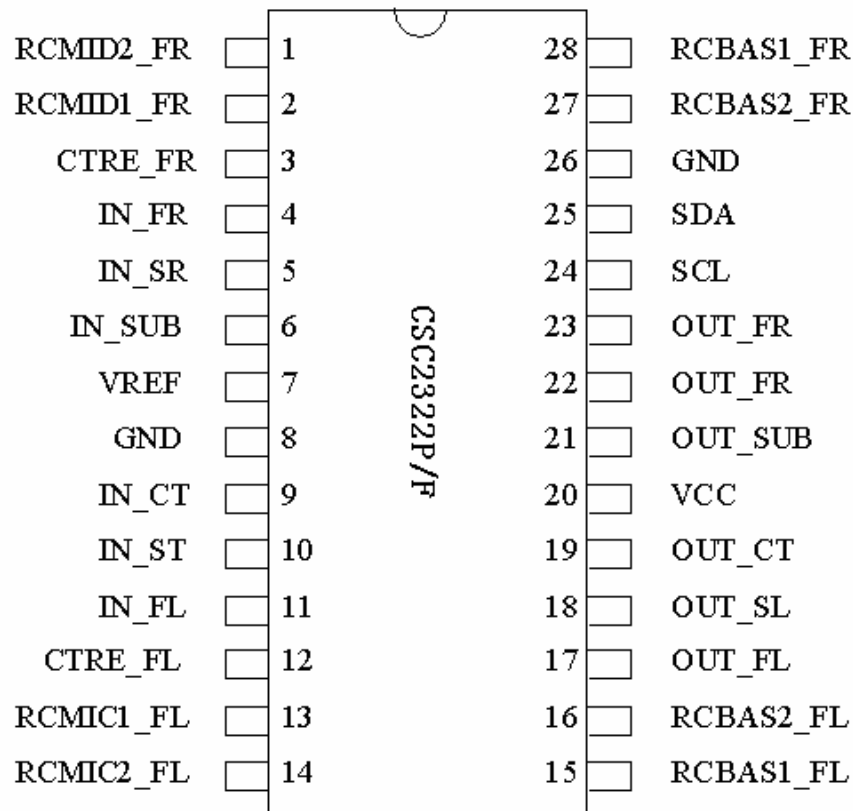 RCMID2_FR 1 28 RCBAS1_FR
RCMID1_FR 2 27 RCBAS2_FR
CTRE_FR 3 26 GND
IN_FR 4 25 SDA
IN_SR 5 24 SCL
IN_SUB 6 23 OUT_FR
VREF 7 22 OUT_FR
GND 8 21 OUT_SUB
IN_CT 9 20 VCC
IN_ST 10 19 OUT_CT
IN_FL 11 18 OUT_SL
CTRE_FL 12 17 OUT_FL
RCMIC1_FL 13 16 RCBAS2_FL
RCMIC2_FL 14 15 RCBAS1_FL
CSC2322P/F